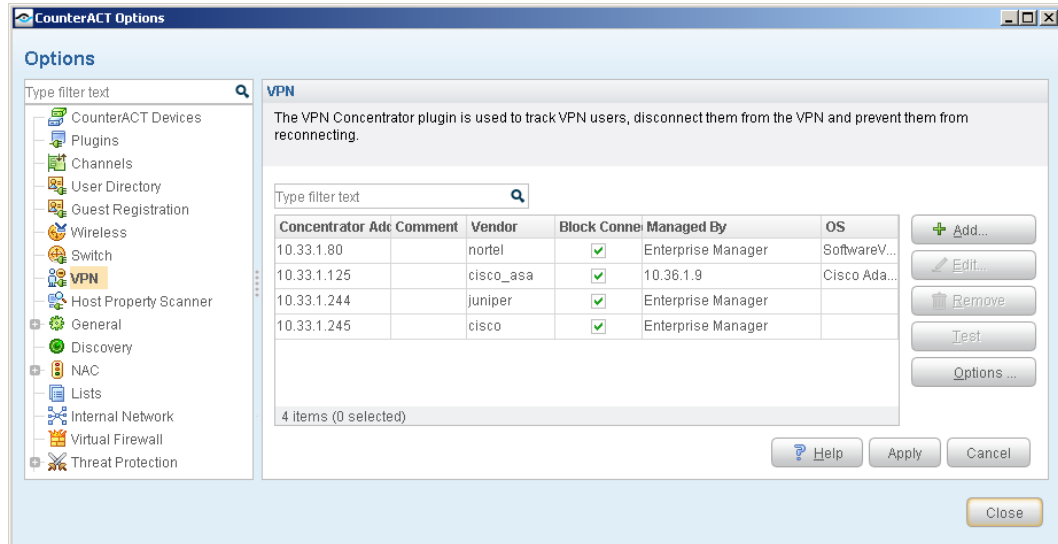 CounterACT Options
Options
Type filter text
CounterACT Devices
Plugins
Channels
User Directory
Guest Registration
Wireless
Switch
VPN
Host Property Scanner
General
Discovery
NAC
Lists
Internal Network
Virtual Firewall
Threat Protection
VPN
The VPN Concentrator plugin is used to track VPN users, disconnect them from the VPN and prevent them from
reconnecting.
Type filter text
Concentrator Add Comment Vendor Block Conne Managed By OS
10.33.1.80 nortel Enterprise Manager SoftwareV...
10.33.1.125 cisco_asa 10.36.1.9 Cisco Ada...
10.33.1.244 juniper Enterprise Manager
10.33.1.245 cisco Enterprise Manager
4 items (0 selected)
Add...
Edit...
Remove
Test
Options ...
Help Apply Cancel
Close